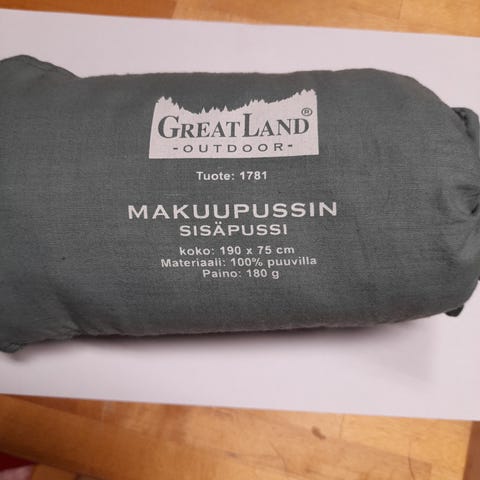 GREATLAND®
-OUTDOOR-
Tuote: 1781
MAKUUPUSSIN
SISÄPUSSI
koko: 190 x 75 cm
Materiaali: 100% puuvilla
Paino: 180 g